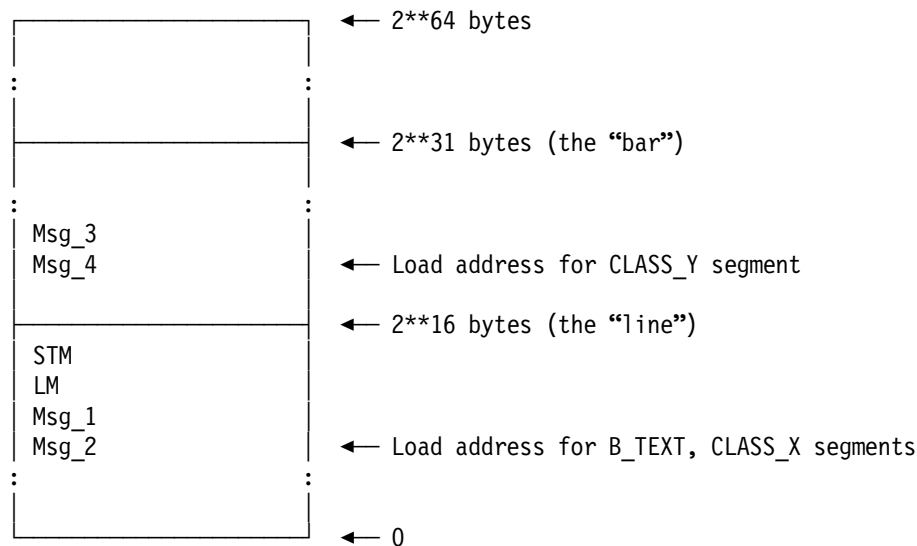 ◄── 2**64 bytes
:                :
◄── 2**31 bytes (the “bar”)
:                :
Msg_3
Msg_4 ◄── Load address for CLASS_Y segment
◄── 2**16 bytes (the “line”)
STM
LM
Msg_1
Msg_2 ◄── Load address for B_TEXT, CLASS_X segments
:                :
◄── 0